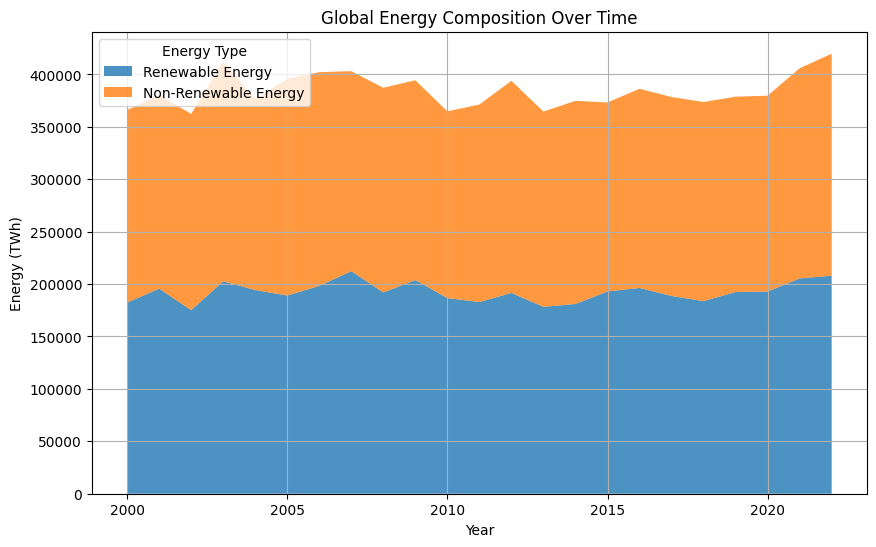 Global Energy Composition Over Time
Energy Type
Renewable Energy
Non-Renewable Energy
Energy (TWh)
400000
350000
300000
250000
200000
150000
100000
50000
0
2000
2005
2010
2015
2020
Year